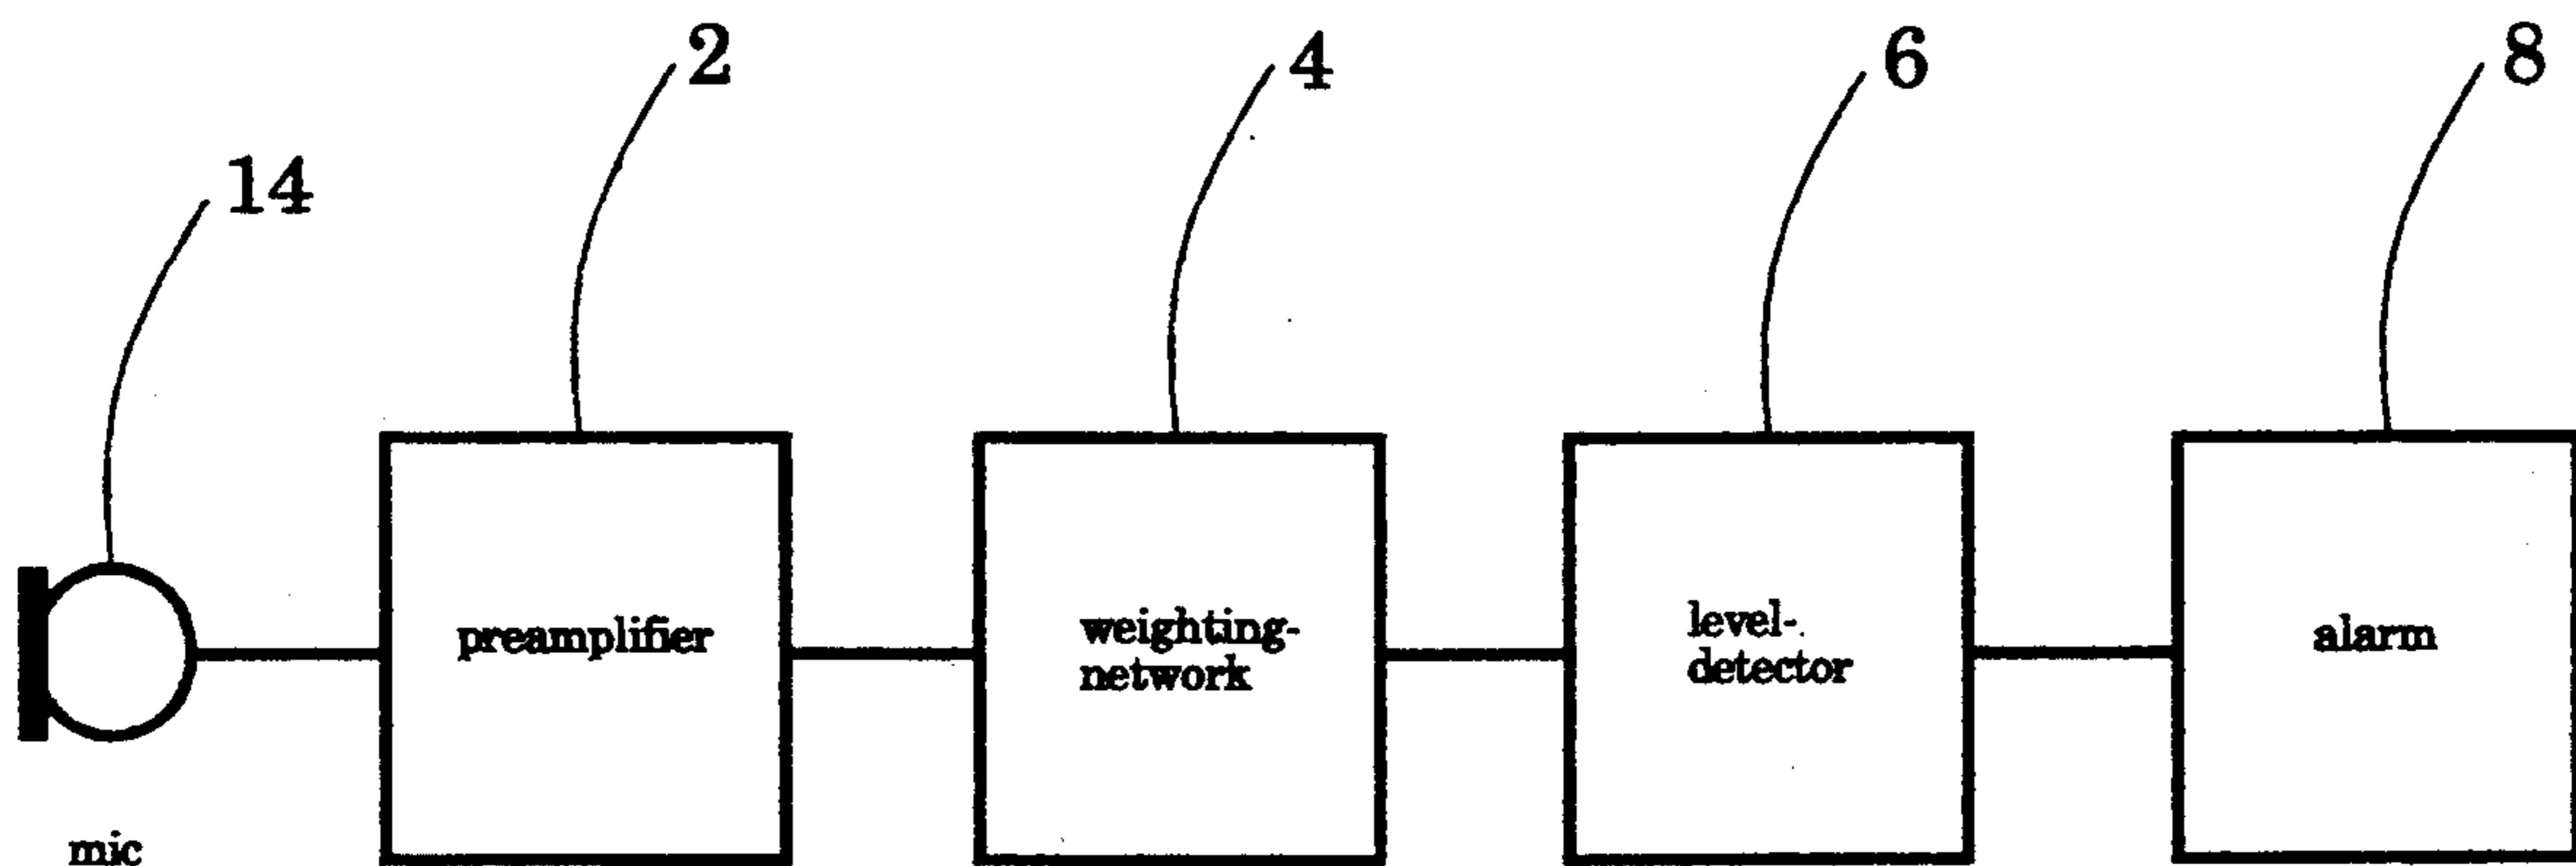 2
4
6
8
14
preamplifier
weighting-
network
level-
detector
alarm
mic